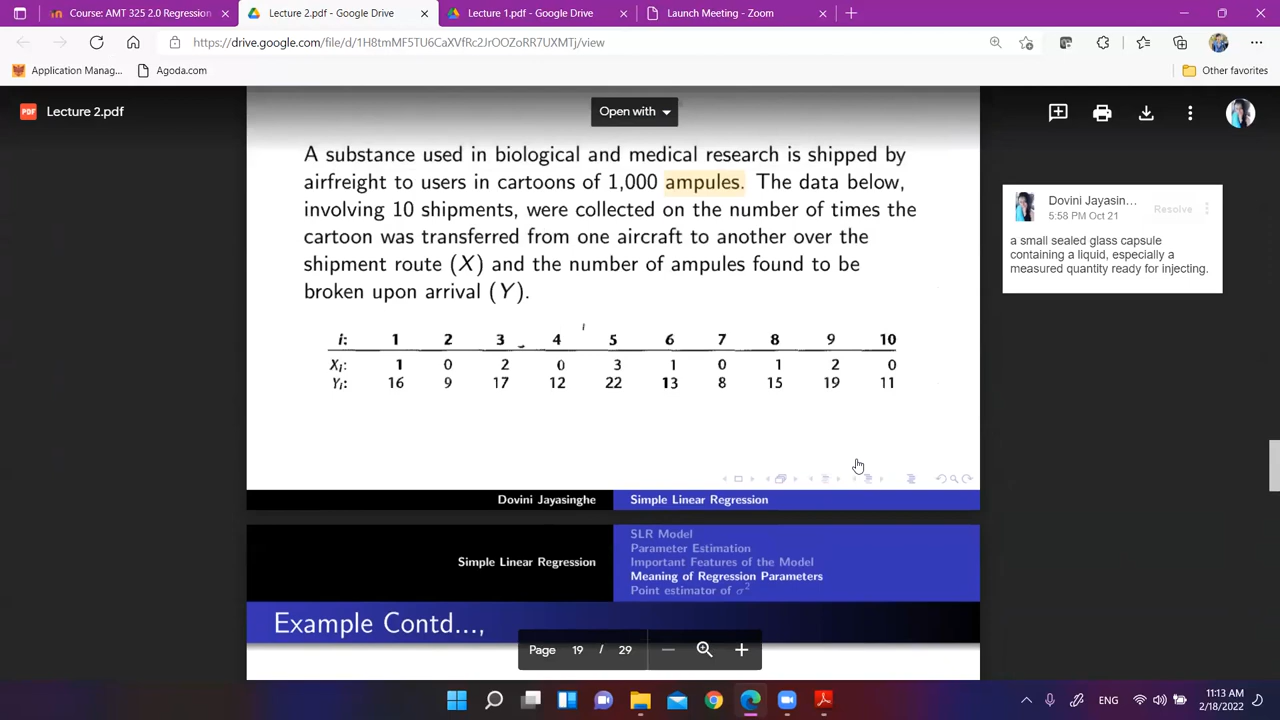 Course: AMT 325 2.0 Regression
Lecture 2.pdf - Google Drive
Lecture 1.pdf - Google Drive
Launch Meeting - Zoom
https://drive.google.com/file/d/1H8tmMF5TU6CaXVfRc2JrOOZoRR7UXMTj/view
Application Manag...
Agoda.com
Other favorites
PDF
Lecture 2.pdf
Open with
A substance used in biological and medical research is shipped by
airfreight to users in cartoons of 1,000 ampules. The data below,
involving 10 shipments, were collected on the number of times the
cartoon was transferred from one aircraft to another over the
shipment route (X) and the number of ampules found to be
broken upon arrival (Y).
i: 1 2 3 4 5 6 7 8 9 10
Xi: 1 0 2 0 3 1 0 1 2 0
Yi: 16 9 17 12 22 13 8 15 19 11
Dovini Jayasin...
5:58 PM Oct 21
Resolve
a small sealed glass capsule
containing a liquid, especially a
measured quantity ready for injecting.
Dovini Jayasinghe
Simple Linear Regression
Simple Linear Regression
SLR Model
Parameter Estimation
Important Features of the Model
Meaning of Regression Parameters
Point estimator of σ²
Example Contd...,
Page 19 / 29
ENG
11:13 AM
2/18/2022